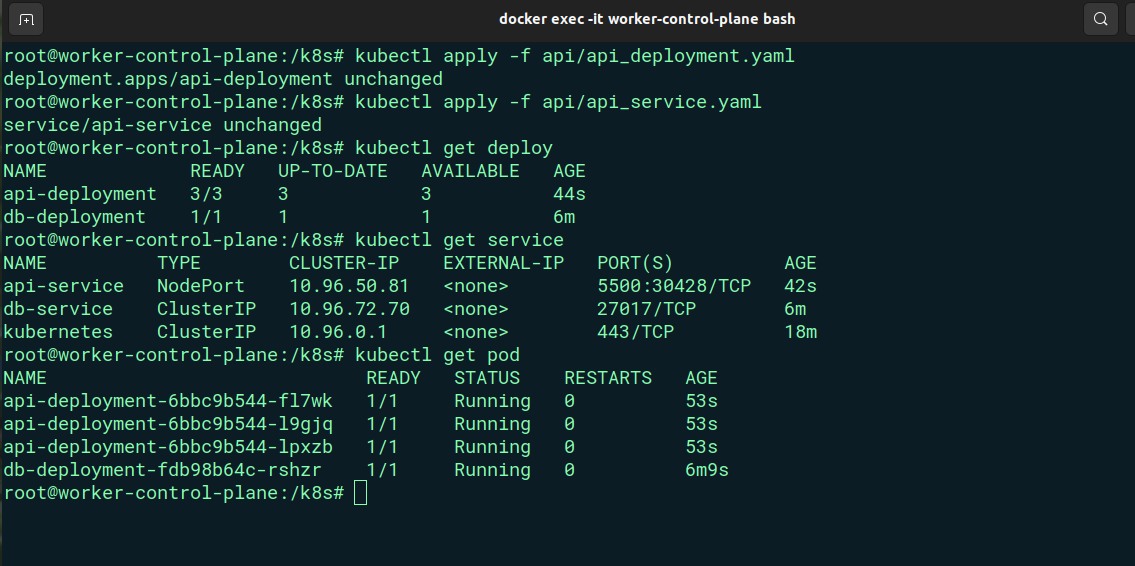 docker exec -it worker-control-plane bash
root@worker-control-plane:/k8s# kubectl apply -f api/api_deployment.yaml
deployment.apps/api-deployment unchanged
root@worker-control-plane:/k8s# kubectl apply -f api/api_service.yaml
service/api-service unchanged
root@worker-control-plane:/k8s# kubectl get deploy
NAME             READY   UP-TO-DATE   AVAILABLE   AGE
api-deployment   3/3     3            3           44s
db-deployment    1/1     1            1           6m
root@worker-control-plane:/k8s# kubectl get service
NAME          TYPE        CLUSTER-IP    EXTERNAL-IP   PORT(S)          AGE
api-service   NodePort    10.96.50.81   <none>        5500:30428/TCP   42s
db-service    ClusterIP   10.96.72.70   <none>        27017/TCP        6m
kubernetes    ClusterIP   10.96.0.1     <none>        443/TCP          18m
root@worker-control-plane:/k8s# kubectl get pod
NAME                             READY   STATUS    RESTARTS   AGE
api-deployment-6bbc9b544-fl7wk   1/1     Running   0          53s
api-deployment-6bbc9b544-l9gjq   1/1     Running   0          53s
api-deployment-6bbc9b544-lpxzb   1/1     Running   0          53s
db-deployment-fdb98b64c-rshzr    1/1     Running   0          6m9s
root@worker-control-plane:/k8s#